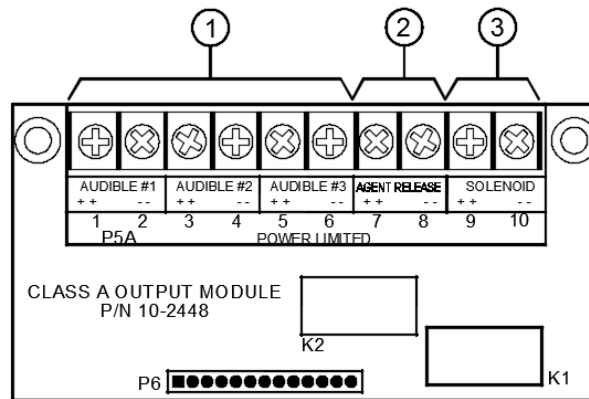 1 2 3
AUDIBLE #1 AUDIBLE #2 AUDIBLE #3 AGENT RELEASE SOLENOID
++ -- ++ -- ++ -- ++ -- ++ --
1 2 3 4 5 6 7 8 9 10
P5A POWER LIMITED
CLASS A OUTPUT MODULE
P/N 10-2448
K2
K1
P6